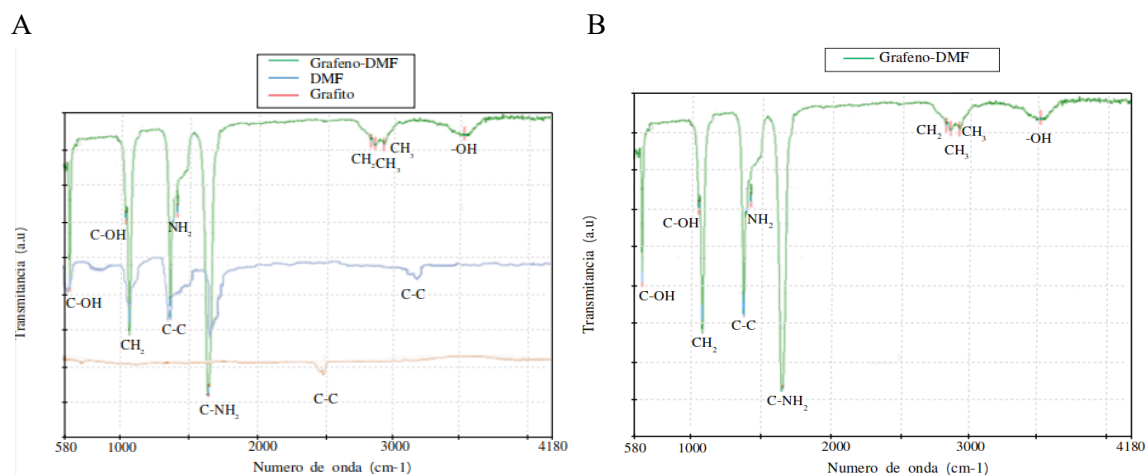 A
Grafeno-DMF
DMF
Grafito
Transmitancia (a.u)
CH₂
CH₃
CH₃
-OH
C-OH
NH₂
C-OH
C-C
CH₂
C-C
C-NH₂
C-C
580 1000 2000 3000 4180
Numero de onda (cm-1)
B
Grafeno-DMF
Transmitancia (a.u)
CH₂
CH₃
CH₃
-OH
C-OH
NH₂
C-OH
CH₂
C-C
C-NH₂
580 1000 2000 3000 4180
Numero de onda (cm-1)